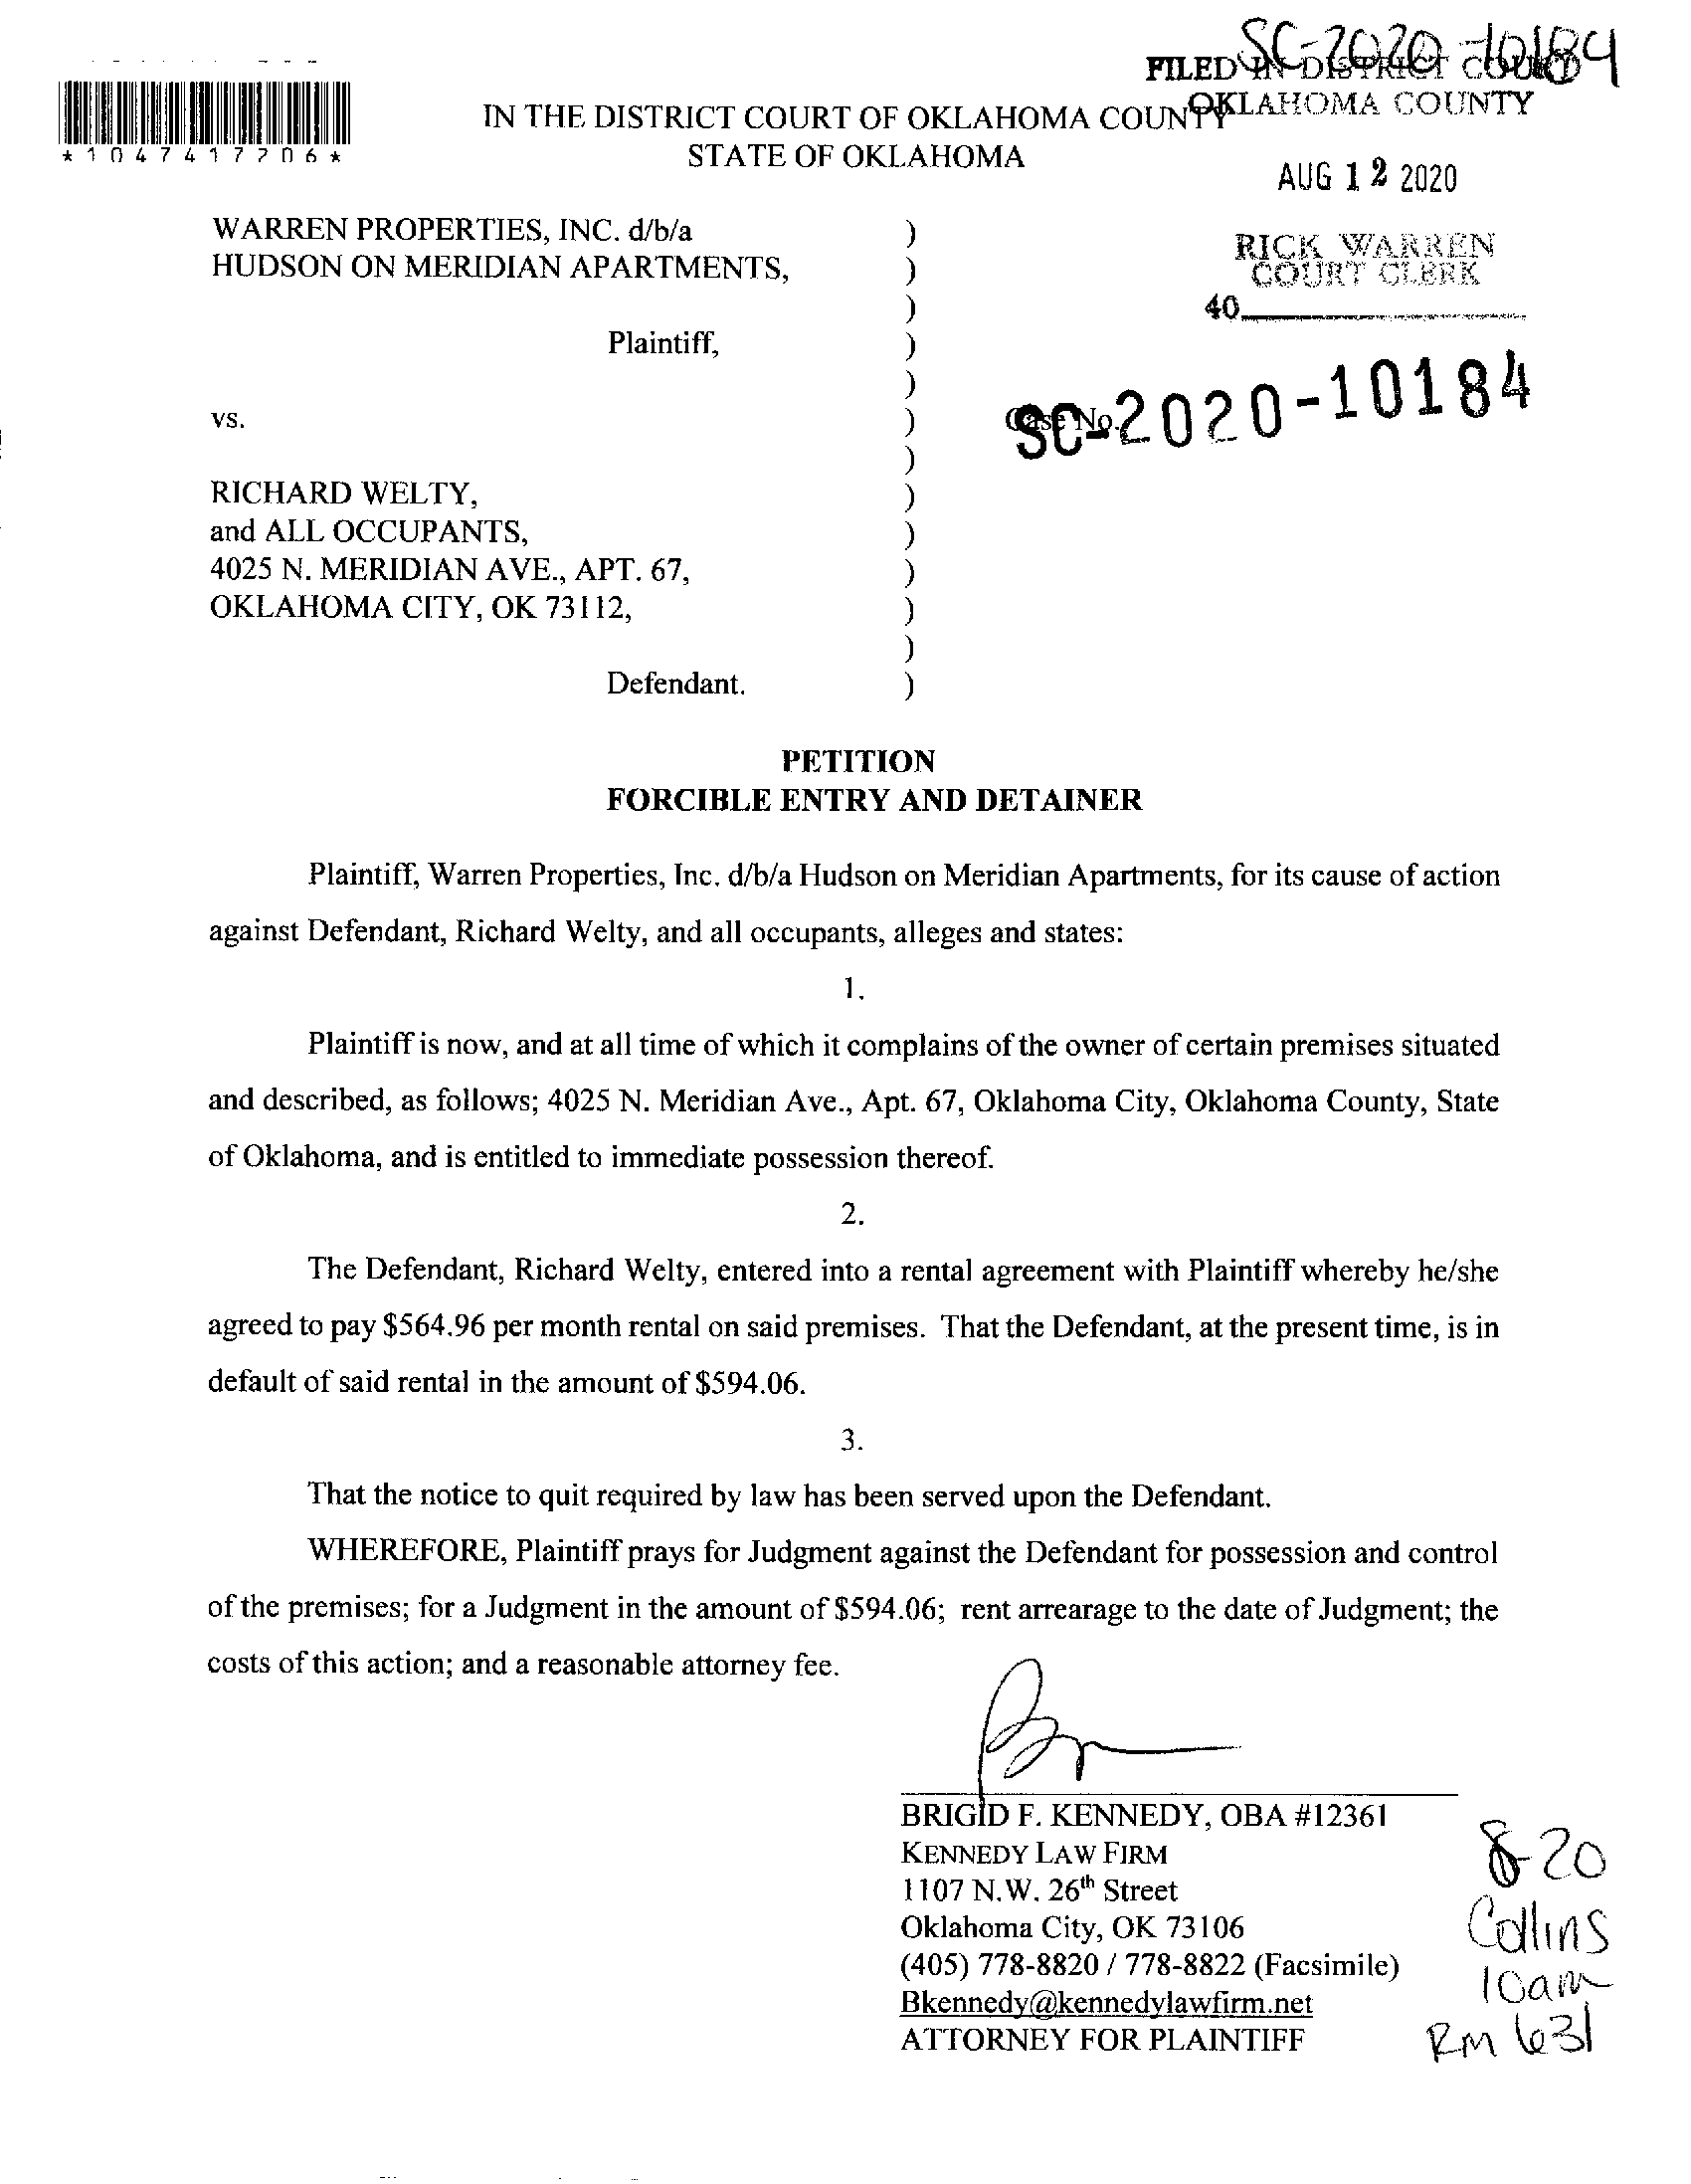 SC-2020-10184
FILED IN DISTRICT COURT
OKLAHOMA COUNTY
*1047417706*
IN THE DISTRICT COURT OF OKLAHOMA COUNTY
STATE OF OKLAHOMA
AUG 12 2020
WARREN PROPERTIES, INC. d/b/a )
HUDSON ON MERIDIAN APARTMENTS, )
)
RICK WARREN
COURT CLERK
40
Plaintiff, )
)
vs. ) Case No.
SC-2020-10184
)
RICHARD WELTY, )
and ALL OCCUPANTS, )
4025 N. MERIDIAN AVE., APT. 67, )
OKLAHOMA CITY, OK 73112, )
)
Defendant. )
PETITION
FORCIBLE ENTRY AND DETAINER
Plaintiff, Warren Properties, Inc. d/b/a Hudson on Meridian Apartments, for its cause of action
against Defendant, Richard Welty, and all occupants, alleges and states:
1.
Plaintiff is now, and at all time of which it complains of the owner of certain premises situated
and described, as follows; 4025 N. Meridian Ave., Apt. 67, Oklahoma City, Oklahoma County, State
of Oklahoma, and is entitled to immediate possession thereof.
2.
The Defendant, Richard Welty, entered into a rental agreement with Plaintiff whereby he/she
agreed to pay $564.96 per month rental on said premises. That the Defendant, at the present time, is in
default of said rental in the amount of $594.06.
3.
That the notice to quit required by law has been served upon the Defendant.
WHEREFORE, Plaintiff prays for Judgment against the Defendant for possession and control
of the premises; for a Judgment in the amount of $594.06; rent arrearage to the date of Judgment; the
costs of this action; and a reasonable attorney fee.
BRIGID F. KENNEDY, OBA #12361
KENNEDY LAW FIRM
1107 N.W. 26th Street
Oklahoma City, OK 73106
(405) 778-8820 / 778-8822 (Facsimile)
Bkennedy@kennedylawfirm.net
ATTORNEY FOR PLAINTIFF
8-20
Collins
10am
RM 631